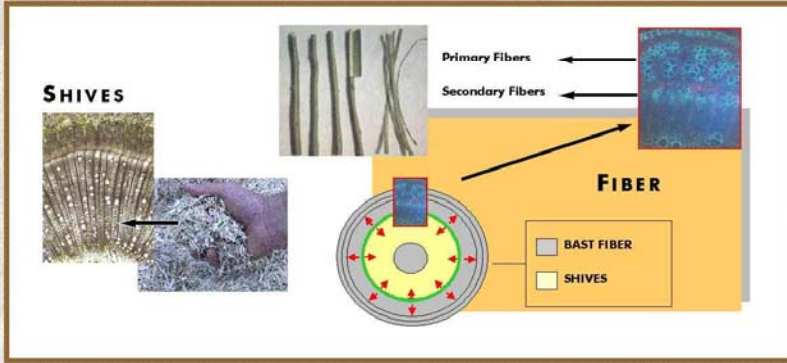 SHIVES
Primary Fibers
Secondary Fibers
FIBER
BAST FIBER
SHIVES